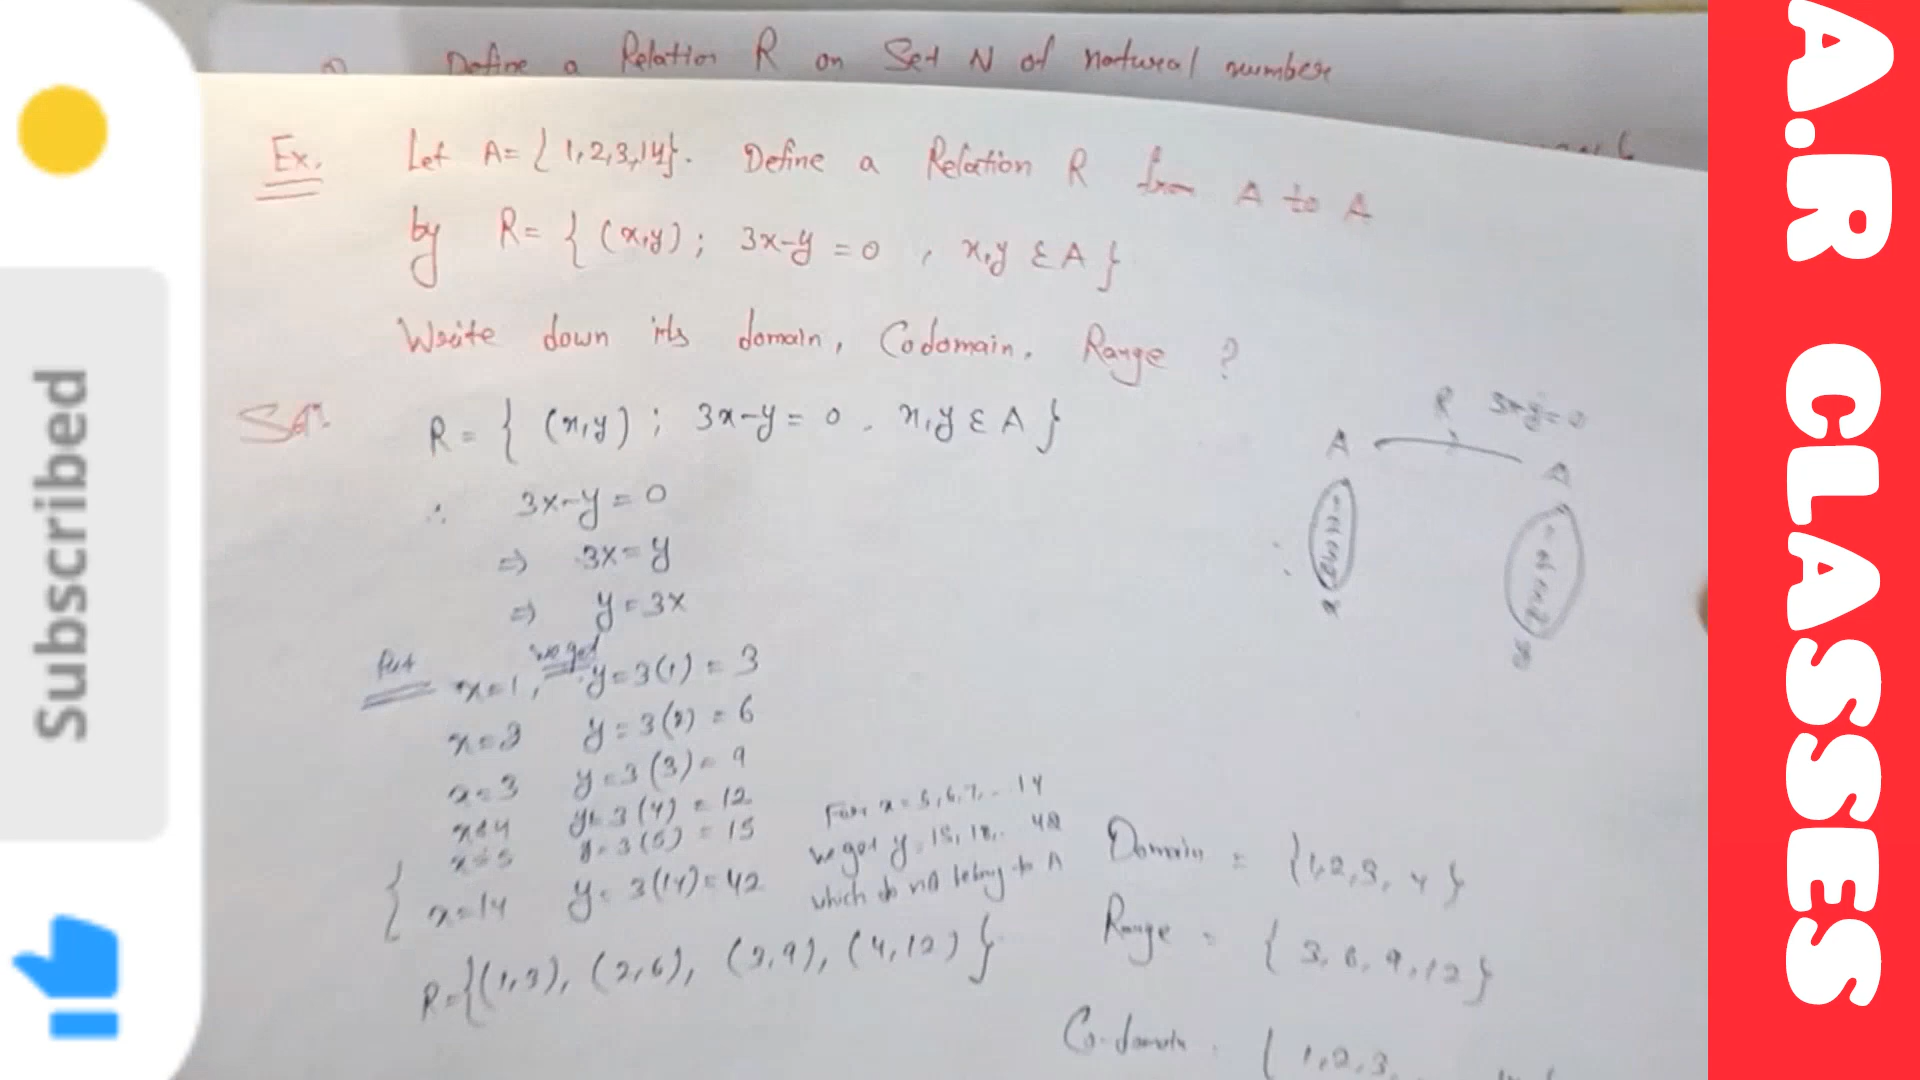 Define a Relation R on Set N of natural numbers
Ex. Let A= { 1,2,3,14}. Define a Relation R from A to A
by R= { (x,y) ; 3x-y = 0 , x,y ε A }
Write down its domain, Codomain. Range ?
Sol. R = { (x,y) ; 3x-y = 0 . x,y ε A }
∴ 3x-y = 0
⇒ 3x = y
⇒ y = 3x
Put x=1, we get y=3(1) = 3
x=2 y = 3(2) = 6
x=3 y=3(3)= 9
x=4 y= 3(4) = 12
x=5 y= 3(5) = 15
x=14 y= 3(14)=42
For x = 5,6,7,..14
we get y= 15, 18,.. 42
which do not belong to A
R={(1,3), (2,6), (3,9), (4,12)}
R 3x-y=0
A A
x
Domain = {1,2,3, 4}
Range = { 3, 6, 9, 12}
Co-domain = { 1,2,3,
Subscribed
A.R CLASSES